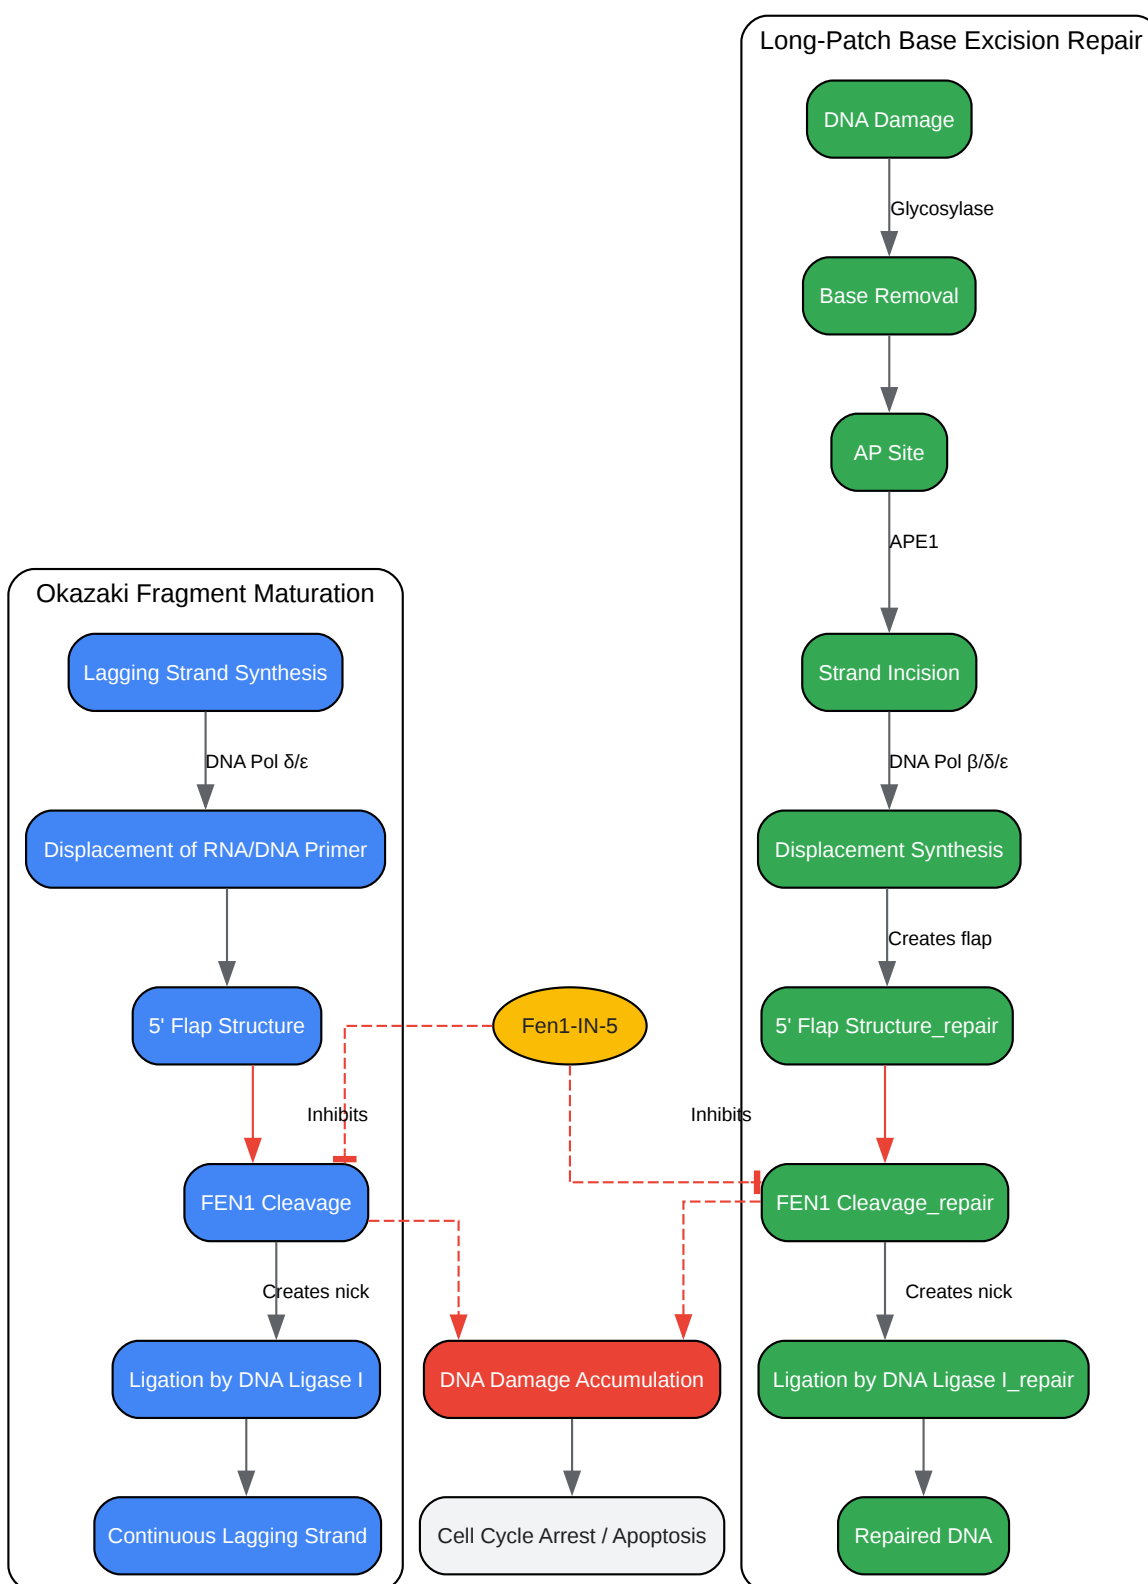 Long-Patch Base Excision Repair
DNA Damage
Glycosylase
Base Removal
AP Site
APE1
Strand Incision
DNA Pol β/δ/ε
Displacement Synthesis
Creates flap
5' Flap Structure_repair
Inhibits
FEN1 Cleavage_repair
Creates nick
Ligation by DNA Ligase I_repair
Repaired DNA
Okazaki Fragment Maturation
Lagging Strand Synthesis
DNA Pol δ/ε
Displacement of RNA/DNA Primer
5' Flap Structure
Fen1-IN-5
Inhibits
FEN1 Cleavage
Creates nick
Ligation by DNA Ligase I
DNA Damage Accumulation
Continuous Lagging Strand
Cell Cycle Arrest / Apoptosis